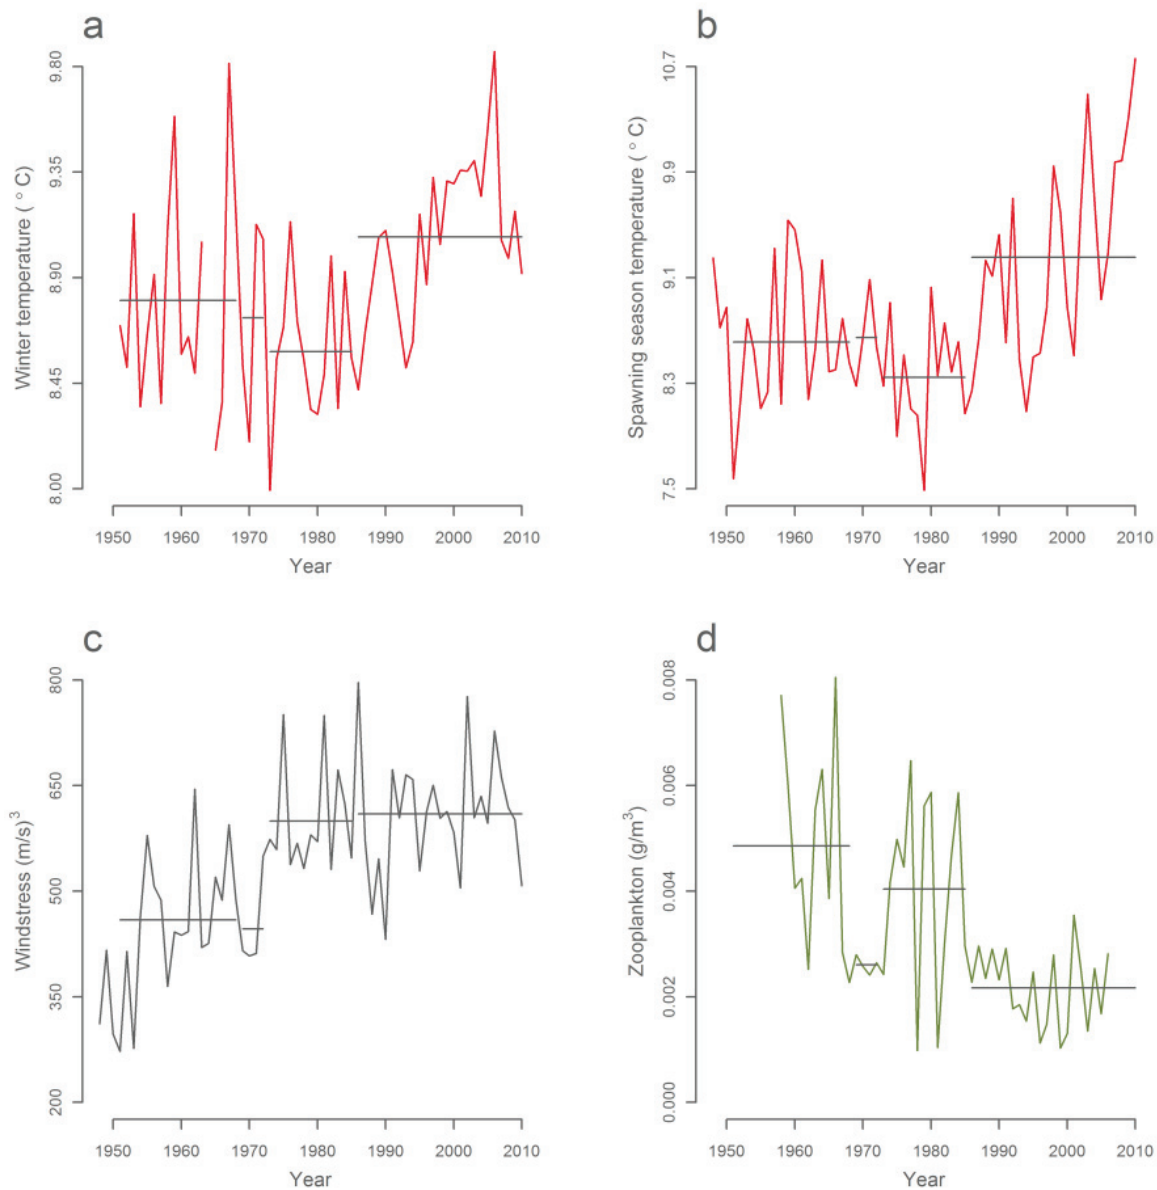 a
Winter temperature ( ° C)
9.80
9.35
8.90
8.45
8.00
1950 1960 1970 1980 1990 2000 2010
Year
b
Spawning season temperature ( ° C)
10.7
9.9
9.1
8.3
7.5
1950 1960 1970 1980 1990 2000 2010
Year
c
Windstress (m/s)³
800
650
500
350
200
1950 1960 1970 1980 1990 2000 2010
Year
d
Zooplankton (g/m³)
0.008
0.006
0.004
0.002
0.000
1950 1960 1970 1980 1990 2000 2010
Year